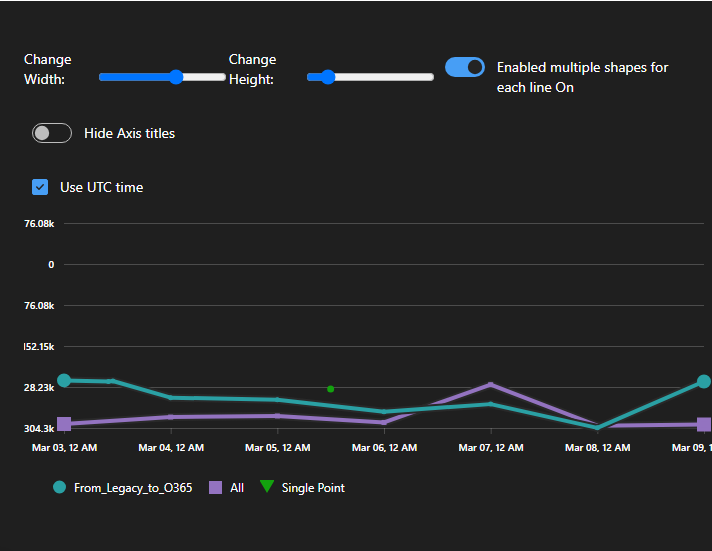 Change Width:
Change Height:
Enabled multiple shapes for each line On
Hide Axis titles
Use UTC time
76.08k
0
76.08k
152.15k
28.23k
304.3k
Mar 03, 12 AM Mar 04, 12 AM Mar 05, 12 AM Mar 06, 12 AM Mar 07, 12 AM Mar 08, 12 AM Mar 09, 1
From_Legacy_to_O365 All Single Point